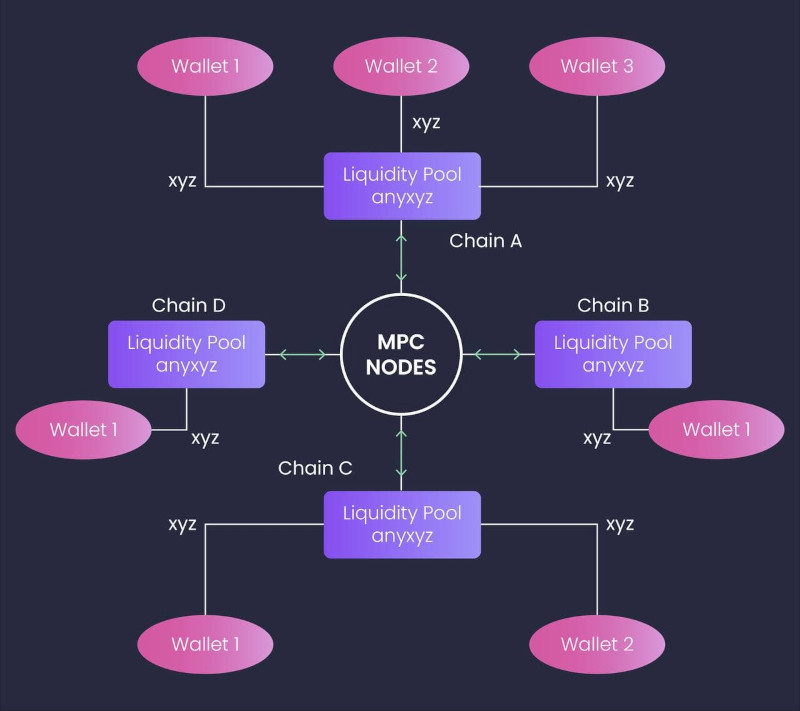 Wallet 1
Wallet 2
Wallet 3
xyz
xyz
xyz
Liquidity Pool
anyxyz
Chain A
Chain D
Chain B
Liquidity Pool
anyxyz
MPC
NODES
Liquidity Pool
anyxyz
Wallet 1
xyz
xyz
Wallet 1
Chain C
Liquidity Pool
anyxyz
xyz
xyz
Wallet 1
Wallet 2